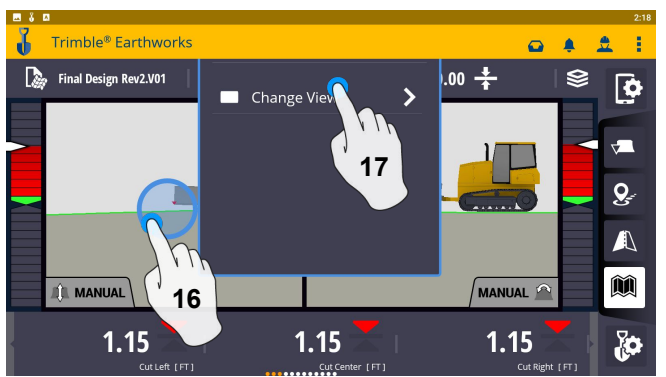 2:18
Trimble® Earthworks
Final Design Rev2.V01
.00
Change View
17
16
MANUAL
MANUAL
1.15
1.15
1.15
Cut Left [ FT ]
Cut Center [ FT ]
Cut Right [ FT ]